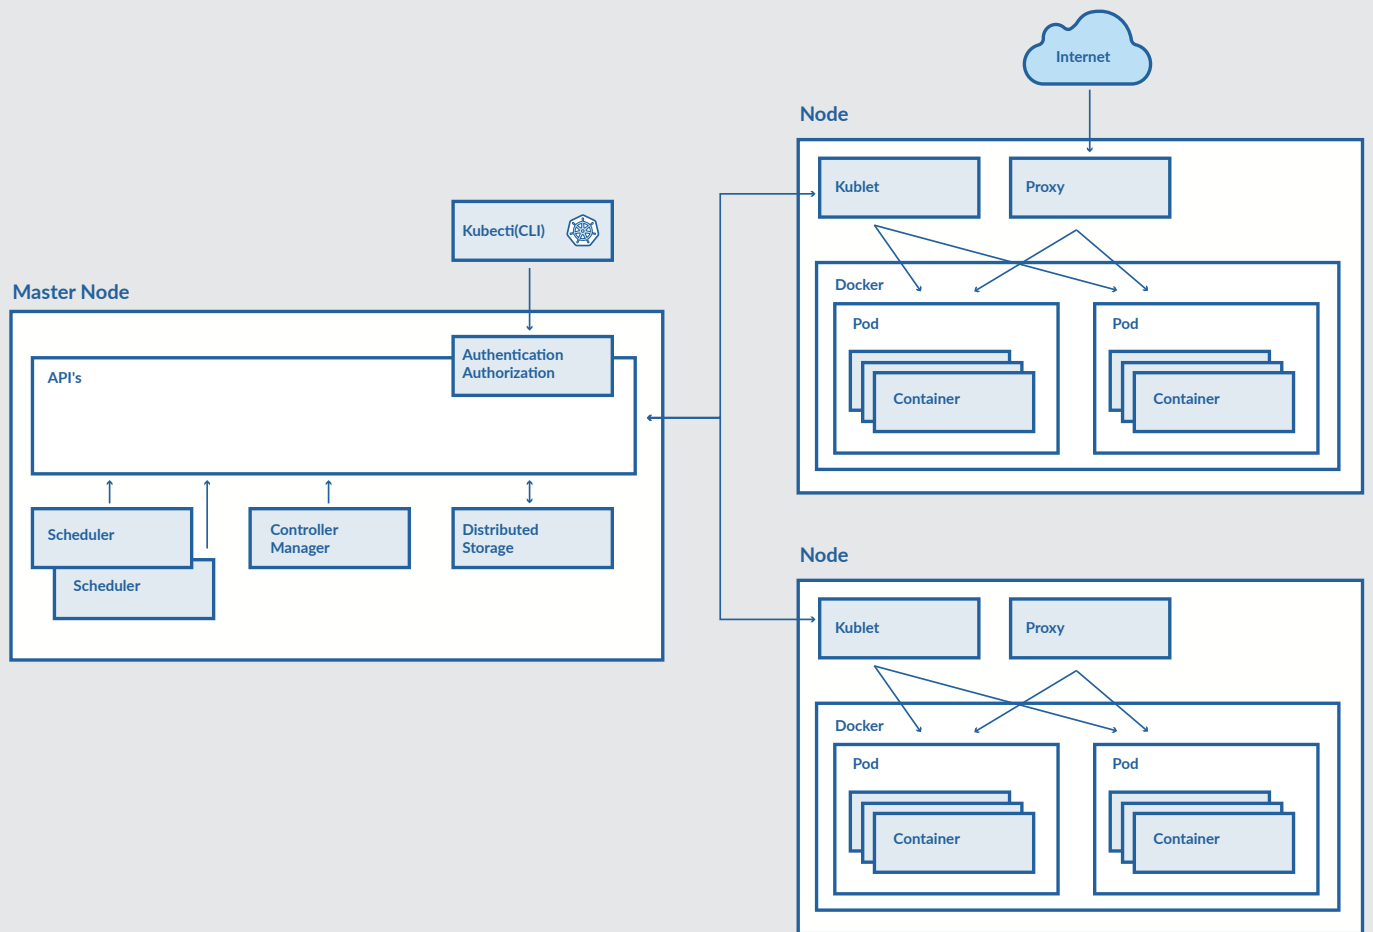 Internet
Node
Kublet
Proxy
Docker
Pod
Container
Pod
Container
Kubecti(CLI)
Master Node
Authentication
Authorization
API's
Scheduler
Scheduler
Controller
Manager
Distributed
Storage
Node
Kublet
Proxy
Docker
Pod
Container
Pod
Container